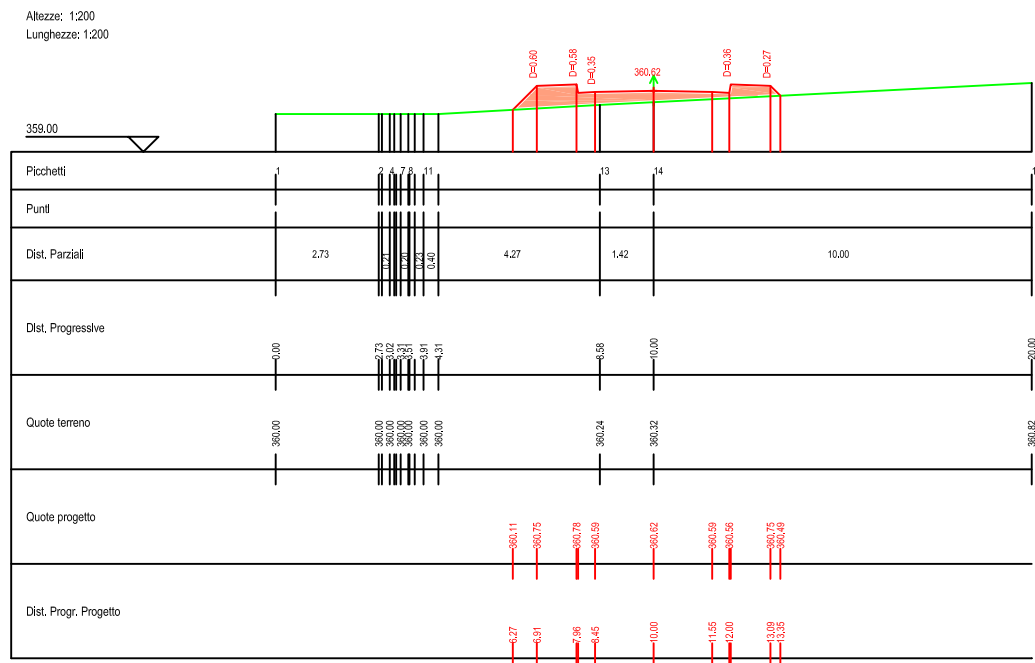 Altezze: 1:200
Lunghezze: 1:200
D=0.60 D=0.58 D=0.35 360.62 D=0.36 D=0.27
359.00
Picchetti 1 2 4 7 8 11 13 14 1
Punti
Dist. Parziali 2.73 0.21 0.20 0.23 0.40 4.27 1.42 10.00
Dist. Progressive 0.00 2.73 3.02 3.31 3.51 3.91 4.31 8.58 10.00 20.00
Quote terreno 360.00 360.00 360.00 360.00 360.00 360.00 360.00 360.24 360.32 360.82
Quote progetto 360.11 360.75 360.78 360.59 360.62 360.59 360.56 360.75 360.49
Dist. Progr. Progetto 6.27 6.91 7.96 8.45 10.00 11.55 12.00 13.09 13.35